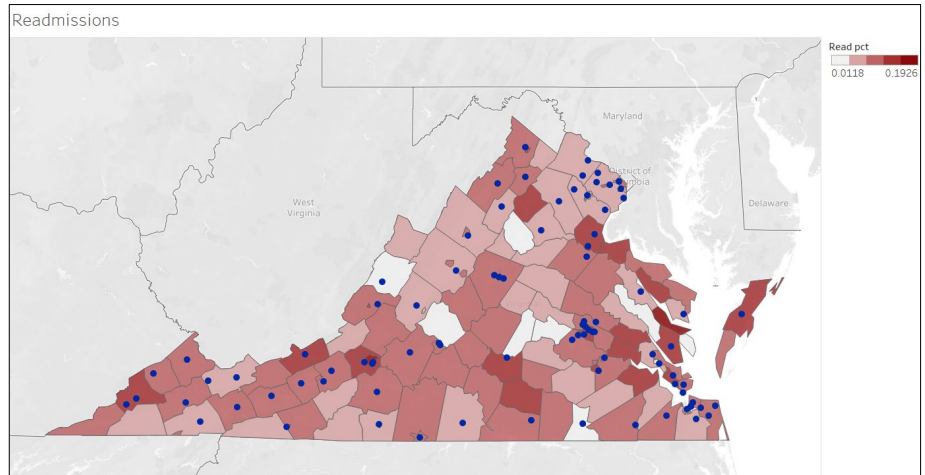 Readmissions
Read pct
0.0118 0.1926
Maryland
District of
Columbia
West
Virginia
Delaware